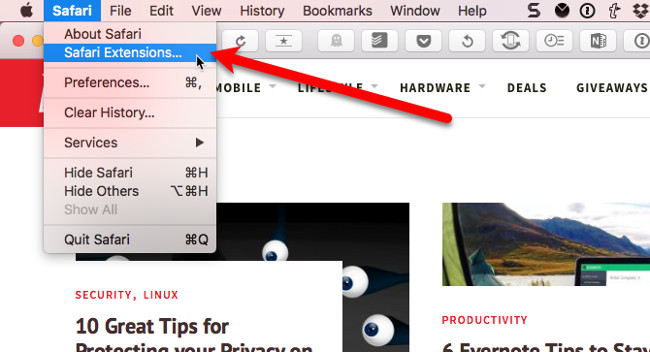 Safari File Edit View History Bookmarks Window Help
About Safari
Safari Extensions...
Preferences... ⌘,
Clear History...
Services
Hide Safari ⌘H
Hide Others ⌥⌘H
Show All
Quit Safari ⌘Q
MOBILE LIFESTYLE HARDWARE DEALS GIVEAWAYS
SECURITY, LINUX
10 Great Tips for
Protecting your Privacy on
PRODUCTIVITY
6 Evernote Tips to Stay